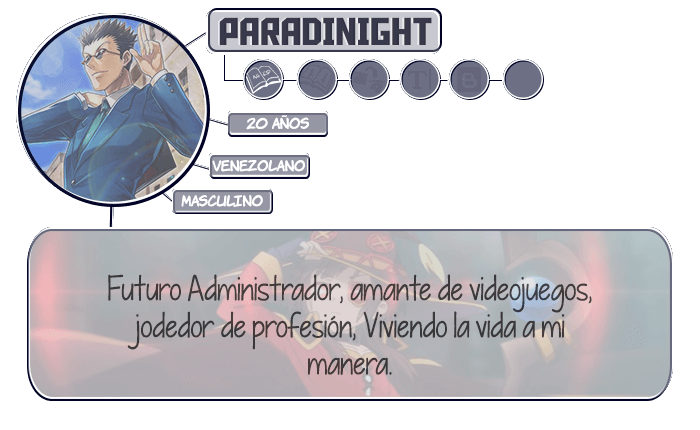 PARADINIGHT
20 AÑOS
VENEZOLANO
MASCULINO
Futuro Administrador, amante de videojuegos,
jodedor de profesión, Viviendo la vida a mi
manera.